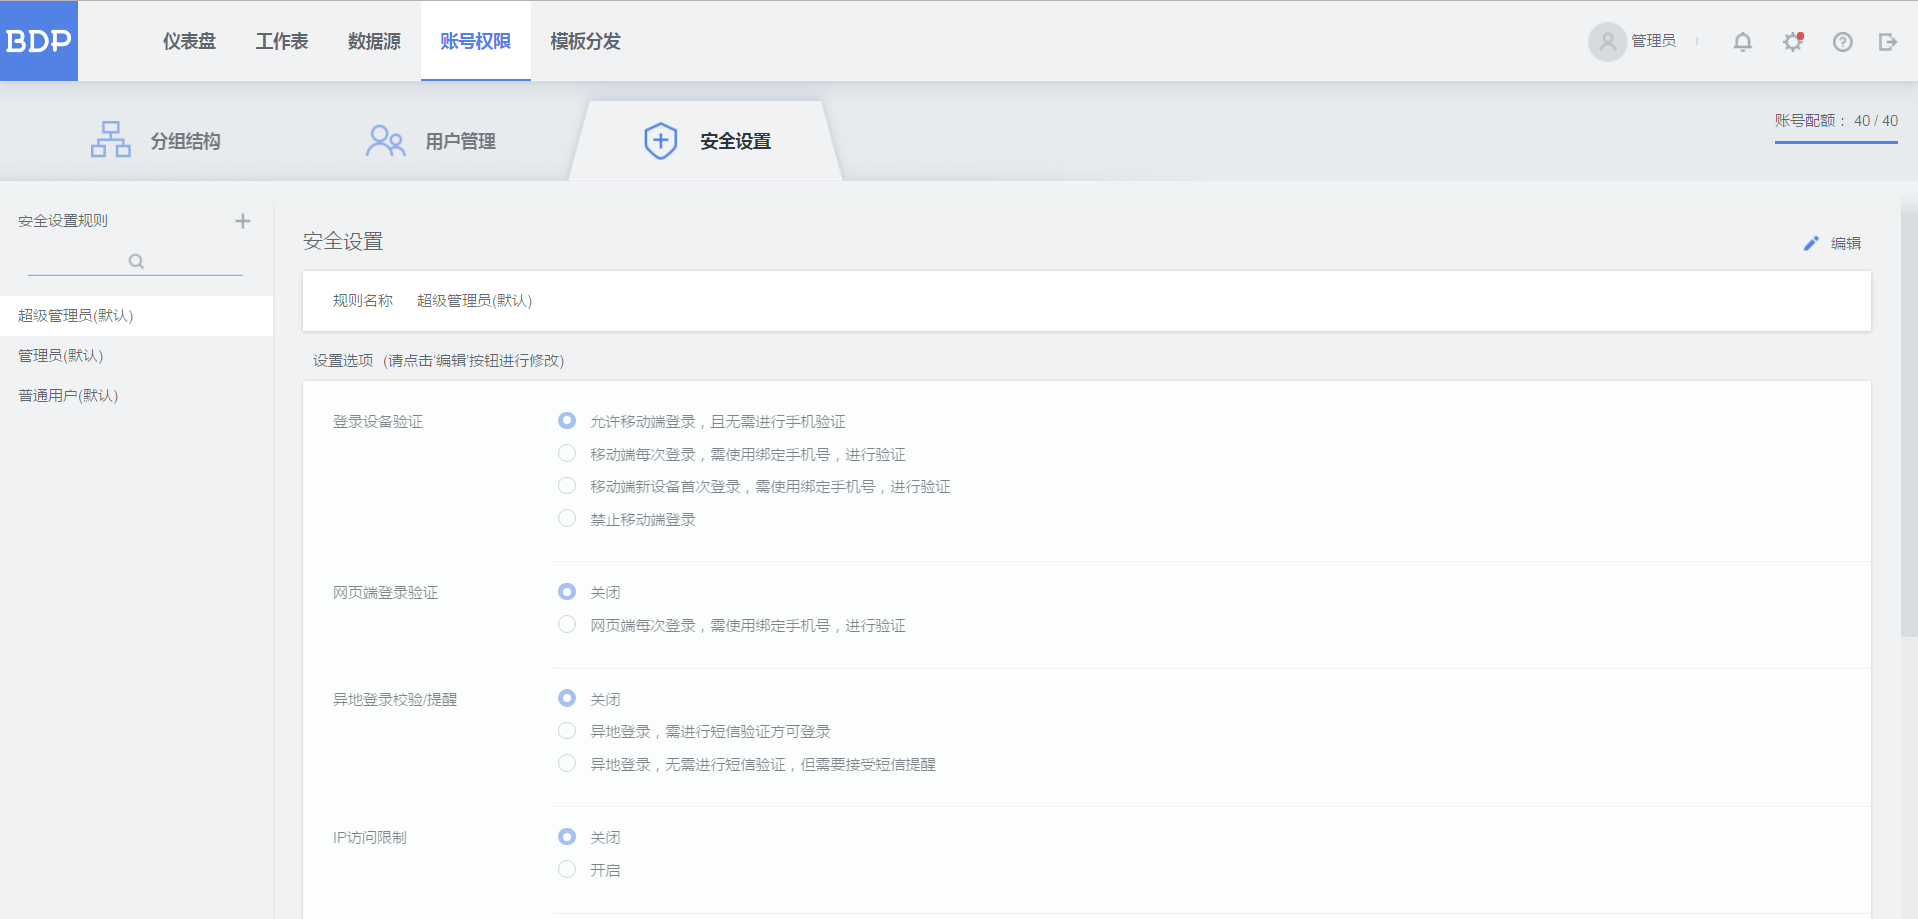 BDP 仪表盘 工作表 数据源 账号权限 模板分发 管理员
分组结构 用户管理 安全设置 账号配额： 40 / 40
安全设置规则
超级管理员(默认)
管理员(默认)
普通用户(默认)
安全设置 编辑
规则名称 超级管理员(默认)
设置选项 (请点击'编辑'按钮进行修改)
登录设备验证 允许移动端登录，且无需进行手机验证
移动端每次登录，需使用绑定手机号，进行验证
移动端新设备首次登录，需使用绑定手机号，进行验证
禁止移动端登录
网页端登录验证 关闭
网页端每次登录，需使用绑定手机号，进行验证
异地登录校验/提醒 关闭
异地登录，需进行短信验证方可登录
异地登录，无需进行短信验证，但需要接受短信提醒
IP访问限制 关闭
开启